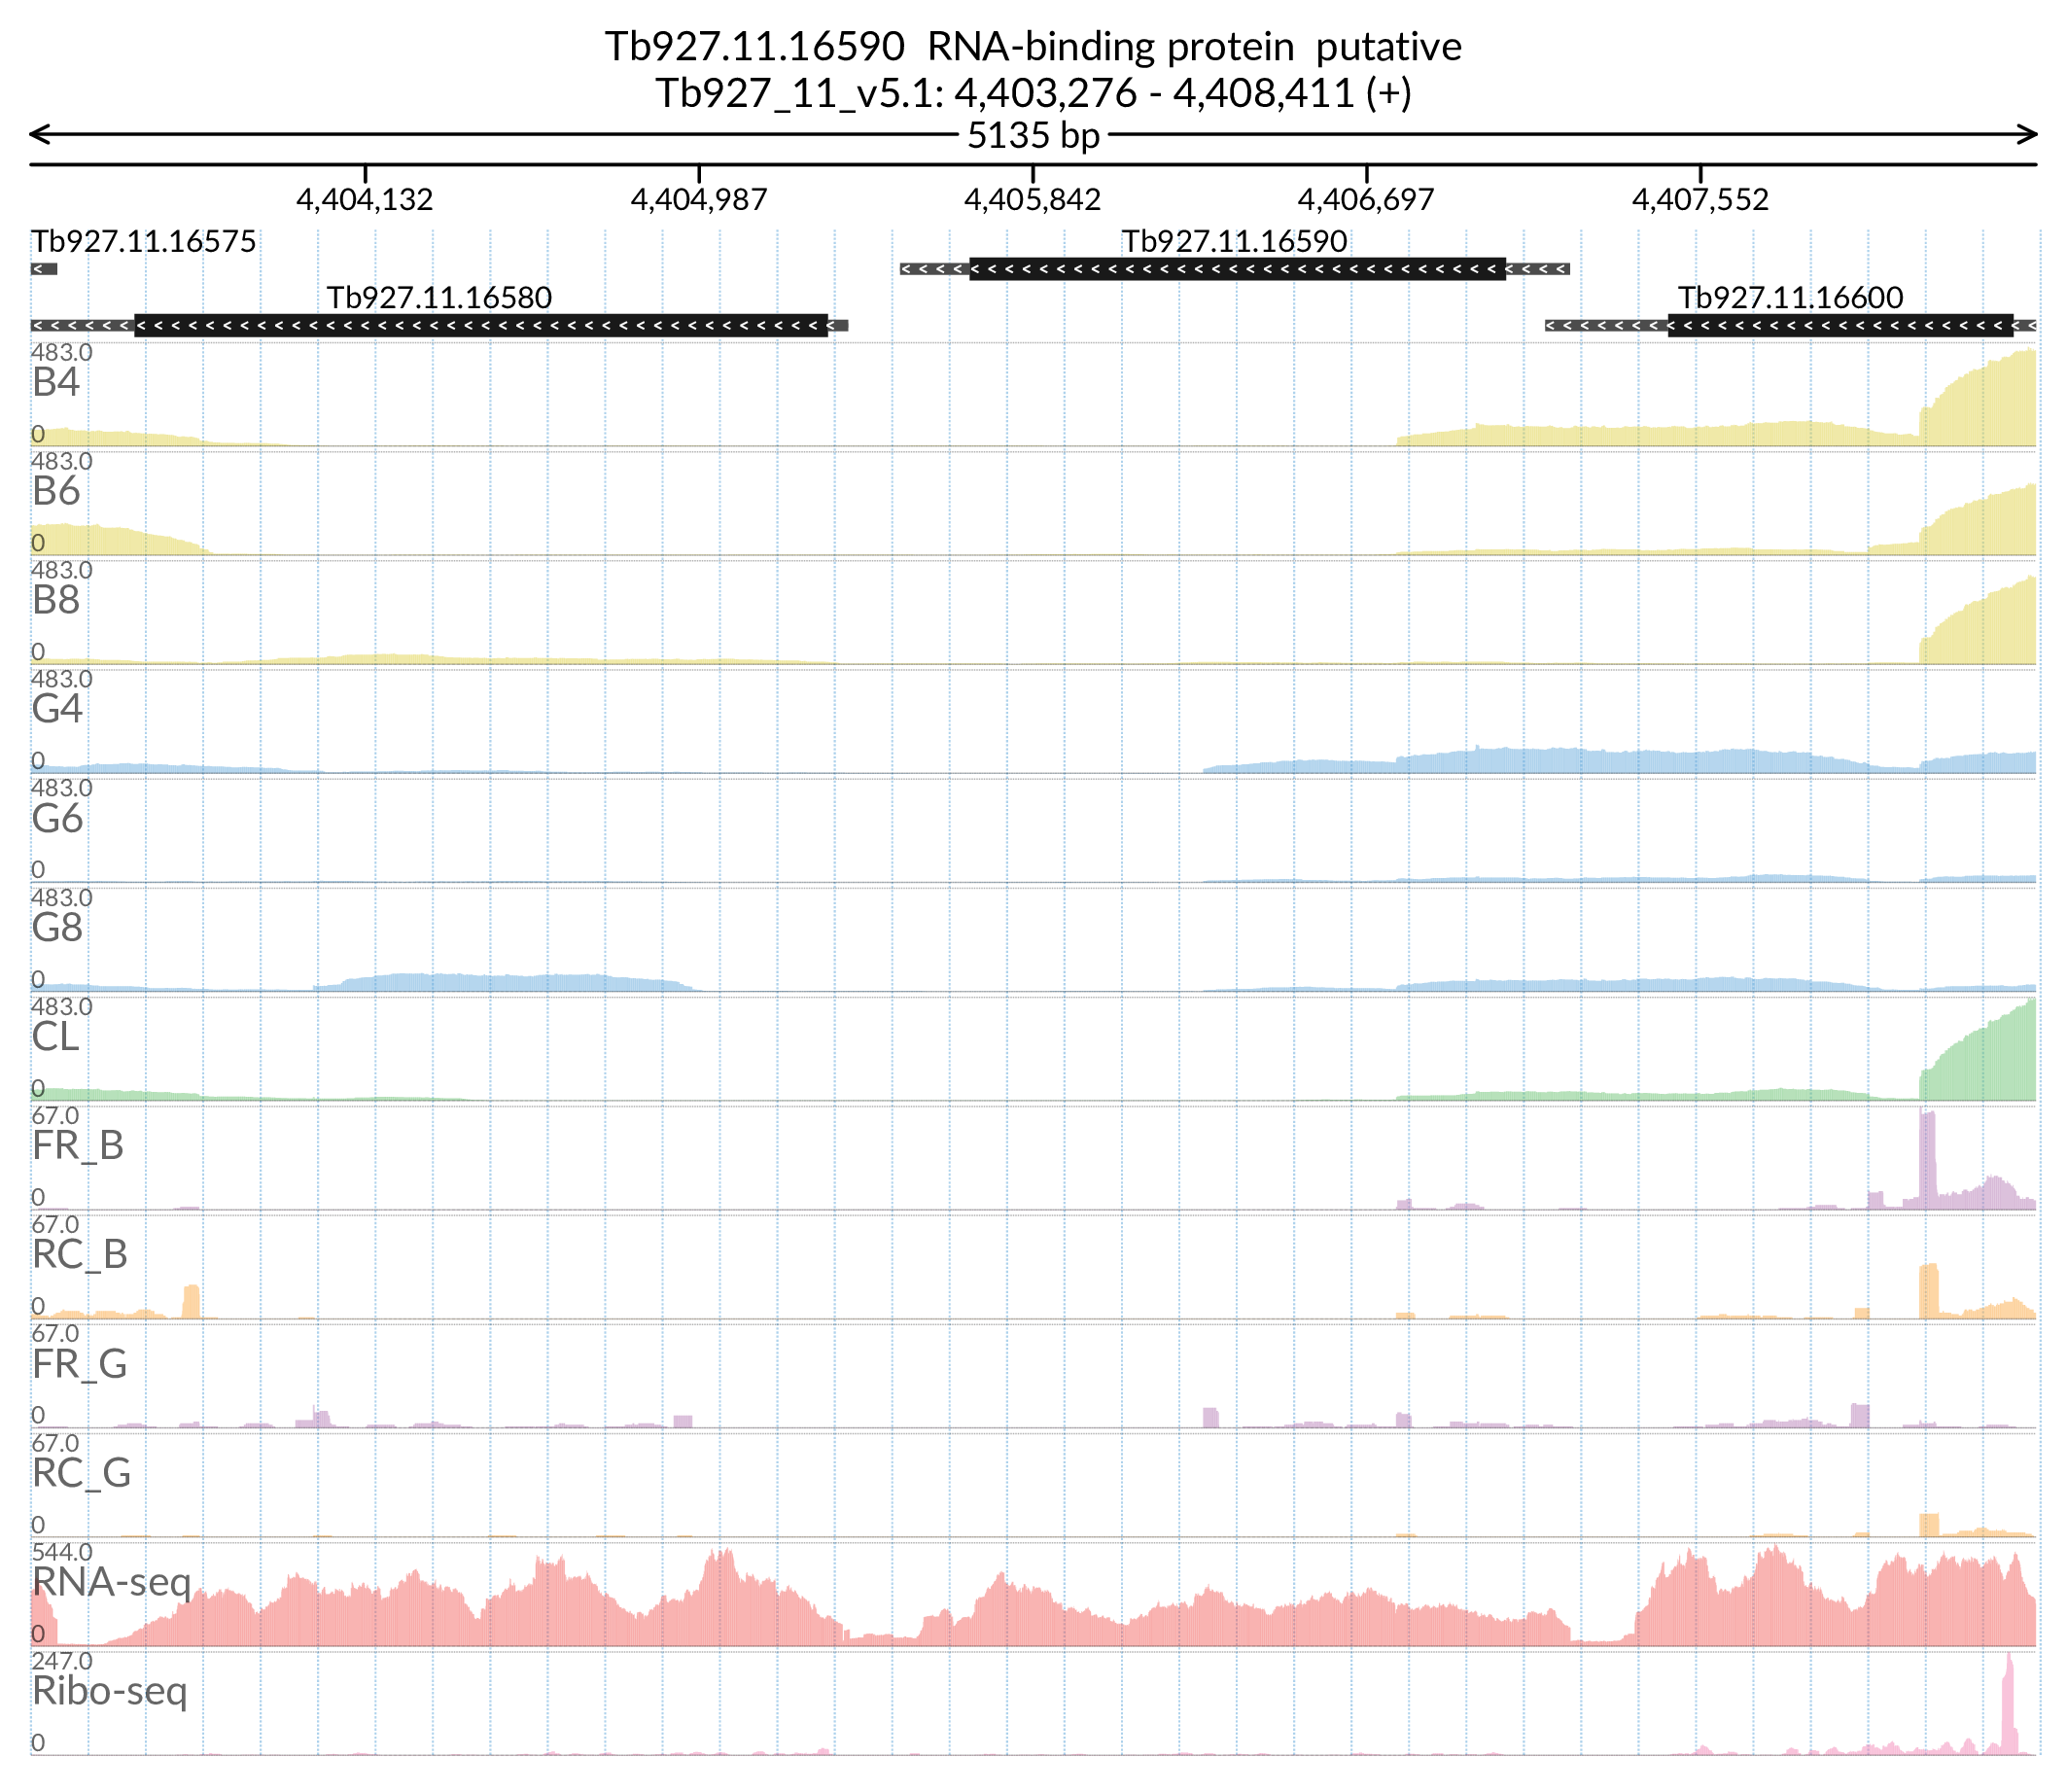 Tb927.11.16590  RNA-binding protein  putative
Tb927_11_v5.1: 4,403,276 - 4,408,411 (+)
5135 bp
4,404,132 4,404,987 4,405,842 4,406,697 4,407,552
Tb927.11.16575 Tb927.11.16590
Tb927.11.16580 Tb927.11.16600
483.0
B4
0
483.0
B6
0
483.0
B8
0
483.0
G4
0
483.0
G6
0
483.0
G8
0
483.0
CL
0
67.0
FR_B
0
67.0
RC_B
0
67.0
FR_G
0
67.0
RC_G
0
544.0
RNA-seq
0
247.0
Ribo-seq
0